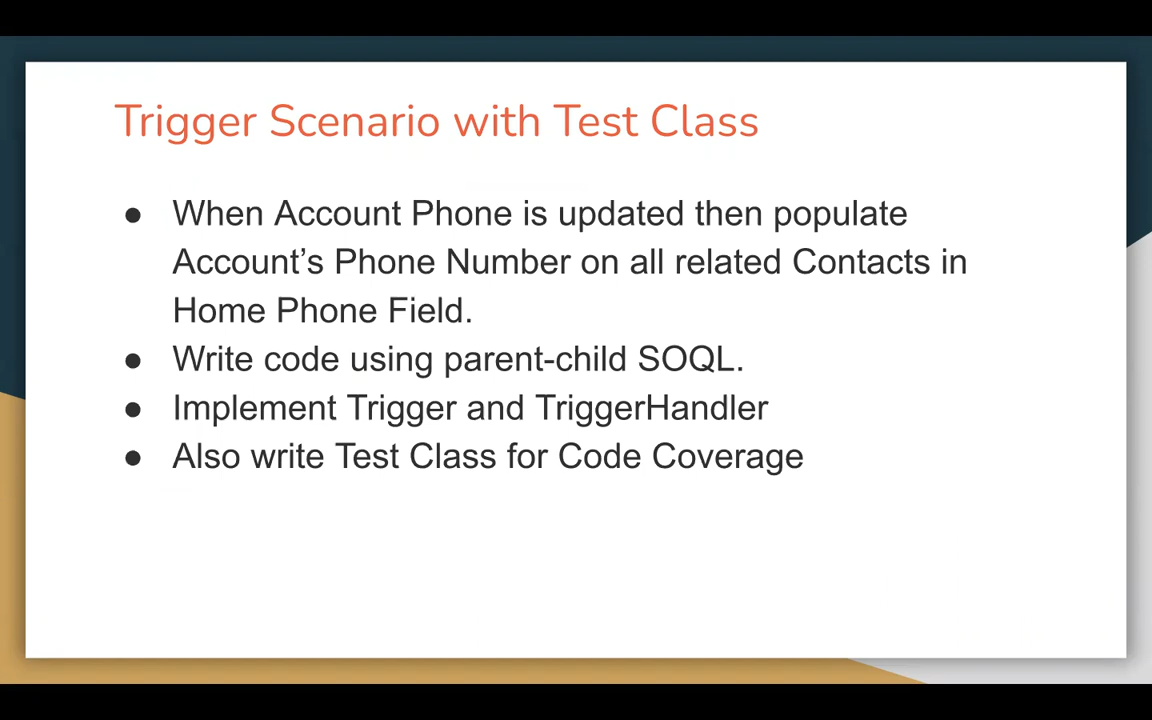 Trigger Scenario with Test Class
● When Account Phone is updated then populate
Account’s Phone Number on all related Contacts in
Home Phone Field.
● Write code using parent-child SOQL.
● Implement Trigger and TriggerHandler
● Also write Test Class for Code Coverage